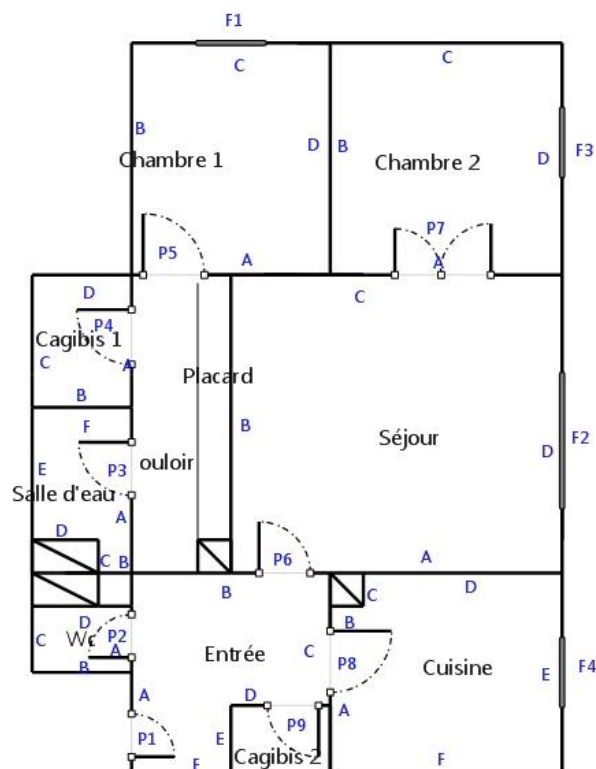 F1
C
C
B
D
B
Chambre 1
Chambre 2
D
F3
P7
P5
A
A
D
C
P4
Cagibis 1
C
A
Placard
B
F
B
Séjour
F2
ouloir
D
E
P3
Salle d'eau
A
D
C
B
P6
A
B
D
C
D
B
P2
C
Wc
A
Entrée
C
P8
Cuisine
F4
B
E
A
D
A
P1
E
P9
Cagibis 2
F
F